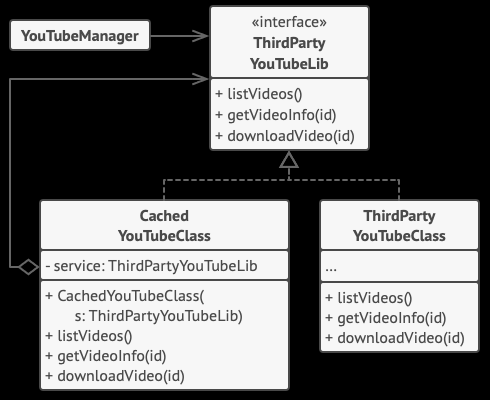 YouTubeManager
«interface»
ThirdParty
YouTubeLib
+ listVideos()
+ getVideoInfo(id)
+ downloadVideo(id)
Cached
YouTubeClass
- service: ThirdPartyYouTubeLib
+ CachedYouTubeClass(
s: ThirdPartyYouTubeLib)
+ listVideos()
+ getVideoInfo(id)
+ downloadVideo(id)
ThirdParty
YouTubeClass
...
+ listVideos()
+ getVideoInfo(id)
+ downloadVideo(id)